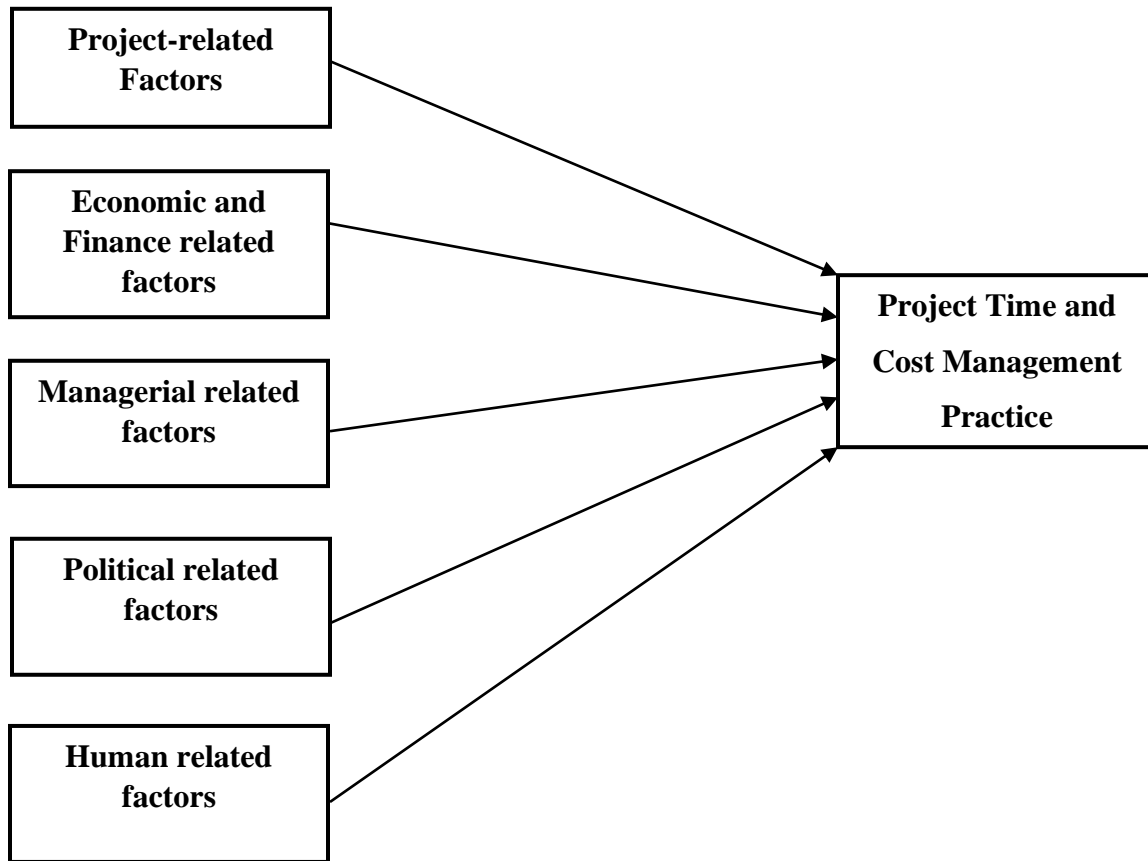 Project-related
Factors
Economic and
Finance related
factors
Managerial related
factors
Political related
factors
Human related
factors
Project Time and
Cost Management
Practice